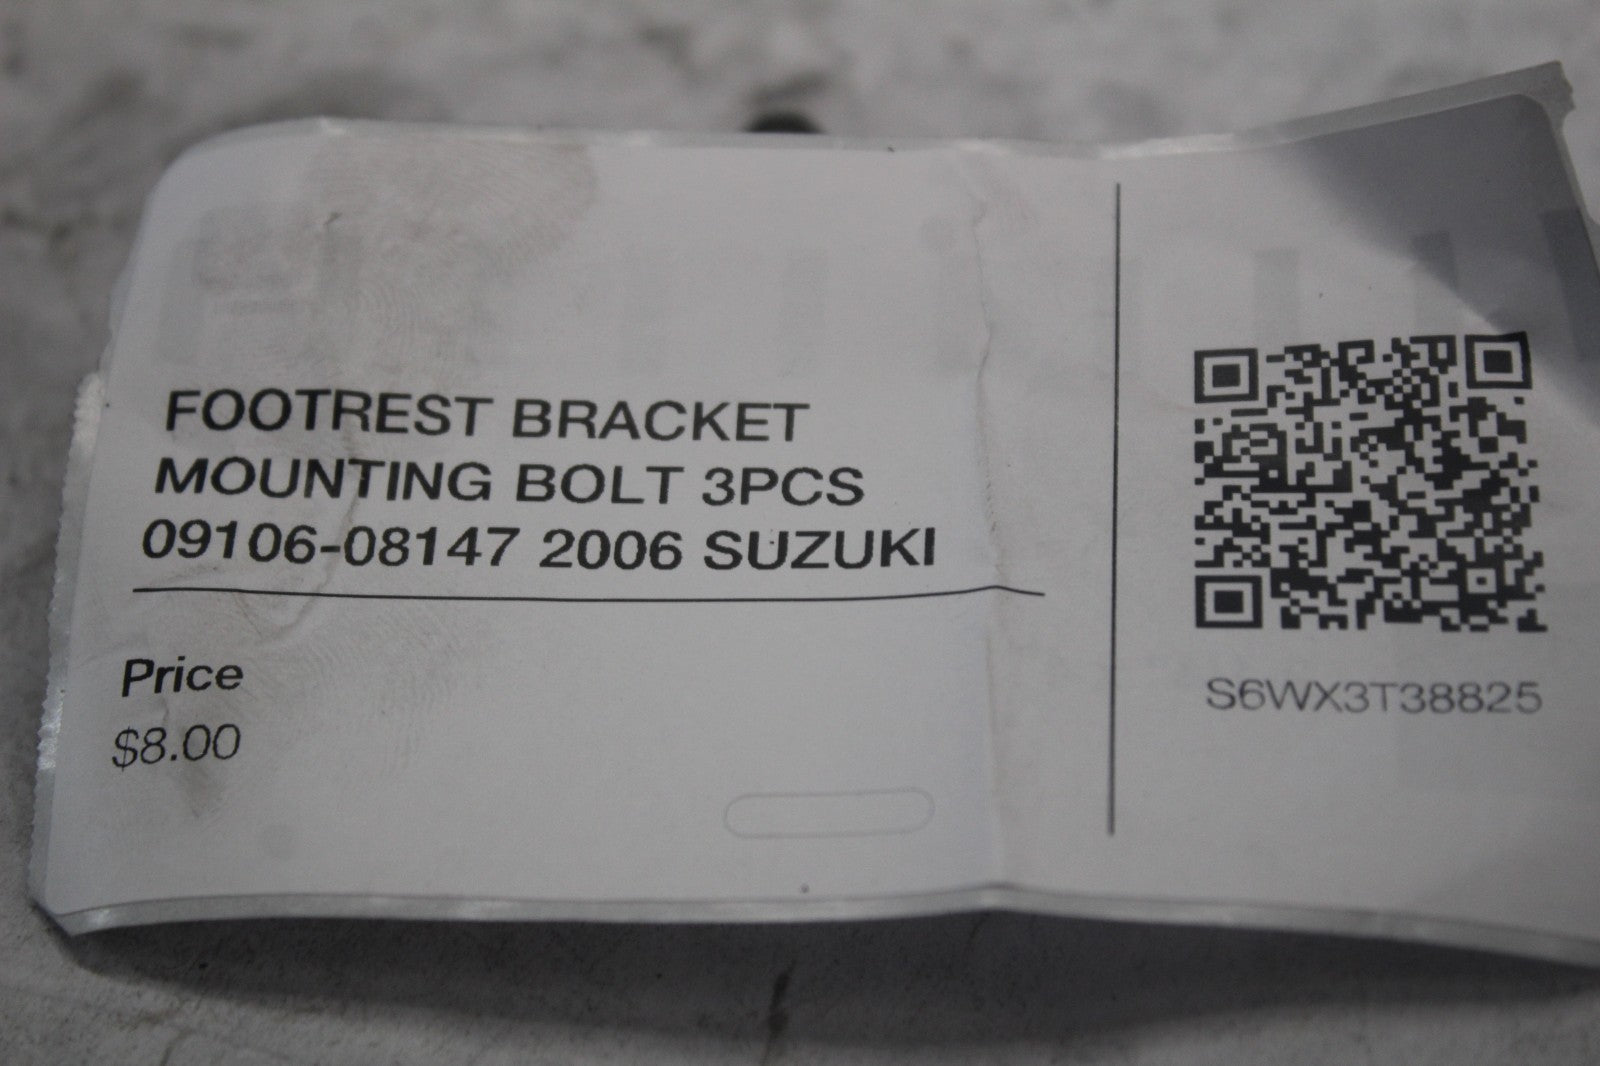 FOOTREST BRACKET
MOUNTING BOLT 3PCS
09106-08147 2006 SUZUKI
Price
$8.00
S6WX3T38825